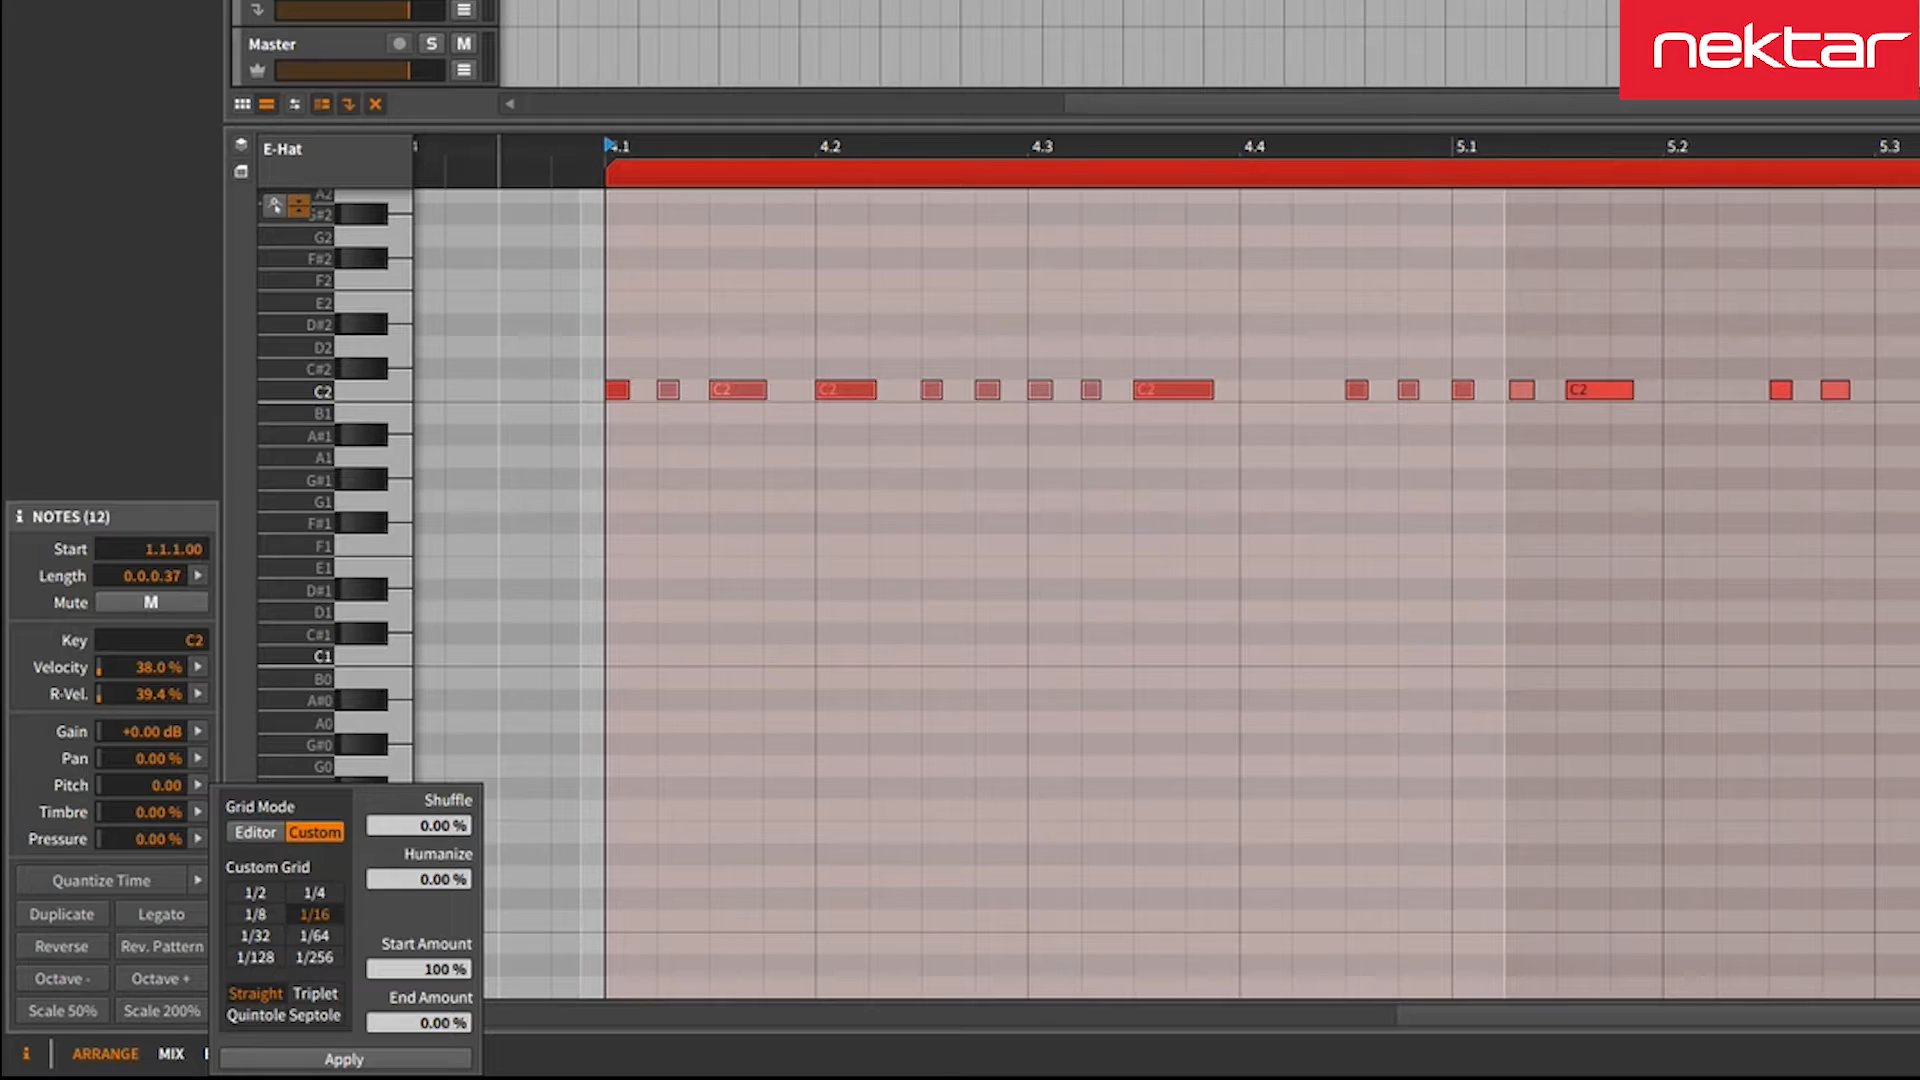 nektar
Master
S
M
E-Hat
4.1
4.2
4.3
4.4
5.1
5.2
5.3
A2
G#2
G2
F#2
F2
E2
D#2
D2
C#2
C2
C2
C2
C2
C2
B1
A#1
A1
G#1
G1
F#1
F1
E1
D#1
D1
C#1
C1
B0
A#0
A0
G#0
G0
NOTES (12)
Start 1.1.1.00
Length 0.0.0.37
Mute M
Key C2
Velocity 38.0 %
R-Vel. 39.4 %
Gain +0.00 dB
Pan 0.00 %
Pitch 0.00
Timbre 0.00 %
Pressure 0.00 %
Quantize Time
Duplicate Legato
Reverse Rev. Pattern
Octave - Octave +
Scale 50% Scale 200%
Grid Mode
Editor Custom
Custom Grid
1/2 1/4
1/8 1/16
1/32 1/64
1/128 1/256
Straight Triplet
Quintole Septole
Shuffle
0.00 %
Humanize
0.00 %
Start Amount
100 %
End Amount
0.00 %
Apply
i ARRANGE MIX